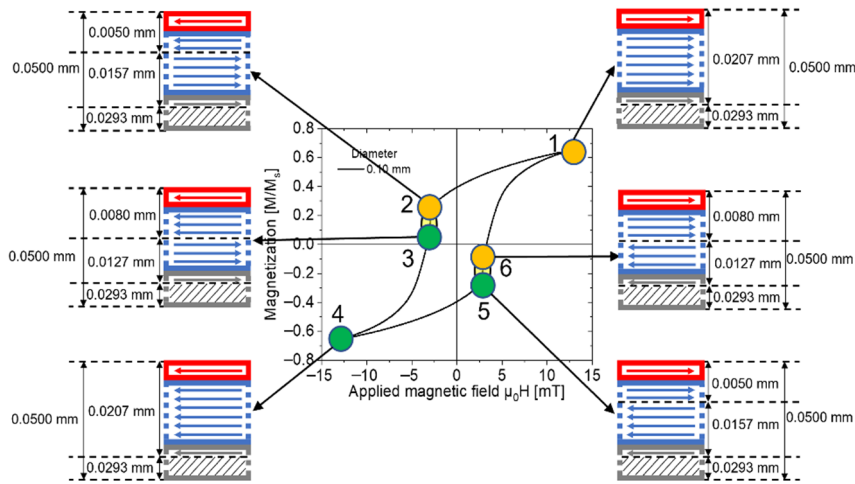 0.0050 mm
0.0500 mm
0.0157 mm
0.0293 mm
0.0207 mm
0.0500 mm
0.0293 mm
0.0080 mm
0.0500 mm
0.0127 mm
0.0293 mm
0.0080 mm
0.0127 mm
0.0500 mm
0.0293 mm
0.0207 mm
0.0500 mm
0.0293 mm
0.0050 mm
0.0157 mm
0.0500 mm
0.0293 mm
Magnetization [M/Mₛ]
0.8
0.6
0.4
0.2
0.0
−0.2
−0.4
−0.6
−0.8
Diameter
0.10 mm
1
2
3
6
5
4
−15 −10 −5 0 5 10 15
Applied magnetic field μ₀H [mT]